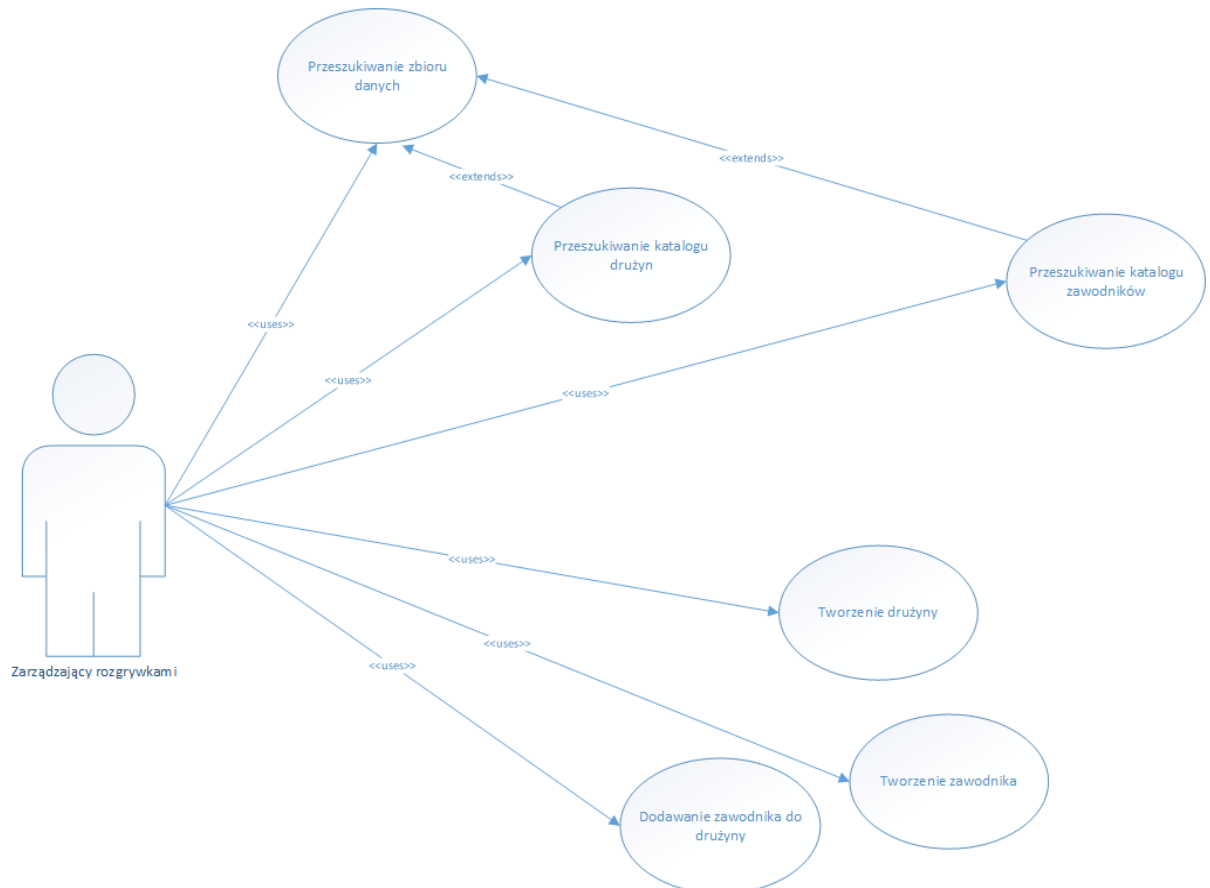 Przeszukiwanie zbioru
danych
<<extends>>
<<extends>>
Przeszukiwanie katalogu
drużyn
Przeszukiwanie katalogu
zawodników
<<uses>>
<<uses>>
<<uses>>
<<uses>>
Tworzenie drużyny
<<uses>>
<<uses>>
Zarządzający rozgrywkami
Tworzenie zawodnika
Dodawanie zawodnika do
drużyny